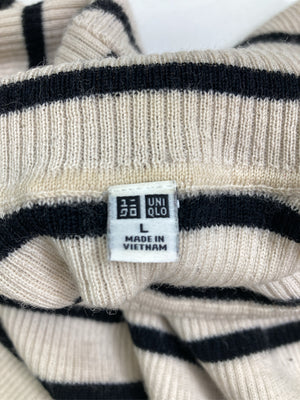 ユニ UNI
クロ QLO
L
MADE IN
VIETNAM